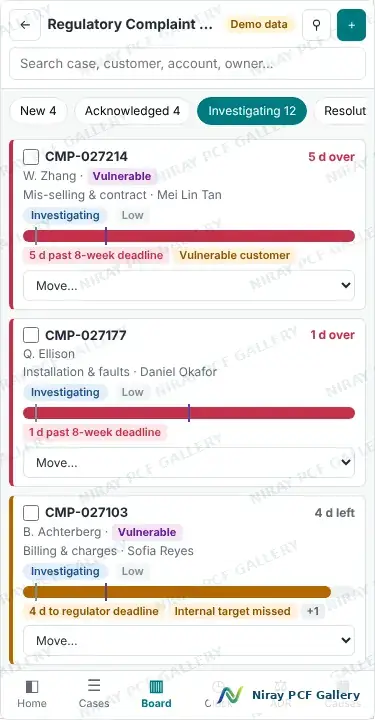 ←
Regulatory Complaint ...
Demo data
+
Search case, customer, account, owner...
New 4
Acknowledged 4
Investigating 12
Resolut
CMP-027214
5 d over
W. Zhang · Vulnerable
Mis-selling & contract · Mei Lin Tan
Investigating Low
5 d past 8-week deadline Vulnerable customer
Move...
CMP-027177
1 d over
Q. Ellison
Installation & faults · Daniel Okafor
Investigating Low
1 d past 8-week deadline
Move...
CMP-027103
4 d left
B. Achterberg · Vulnerable
Billing & charges · Sofia Reyes
Investigating Low
4 d to regulator deadline Internal target missed +1
Move...
Home
Cases
Board
Niray PCF Gallery
NIRAY PCF GALLERY